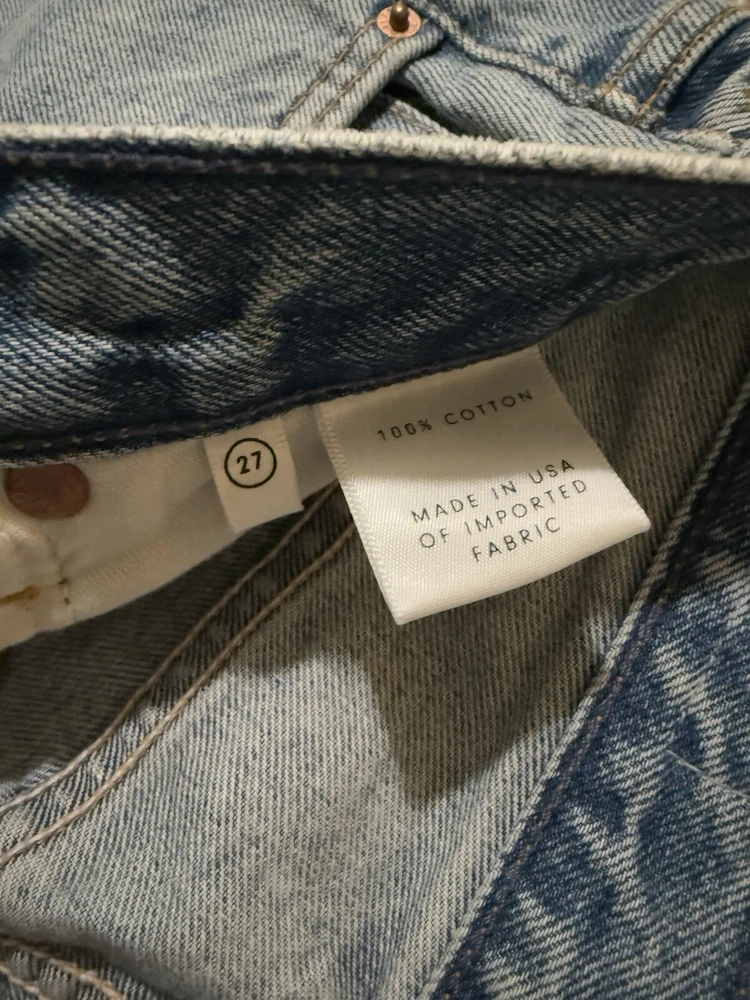 27
100% COTTON
MADE IN USA
OF IMPORTED
FABRIC